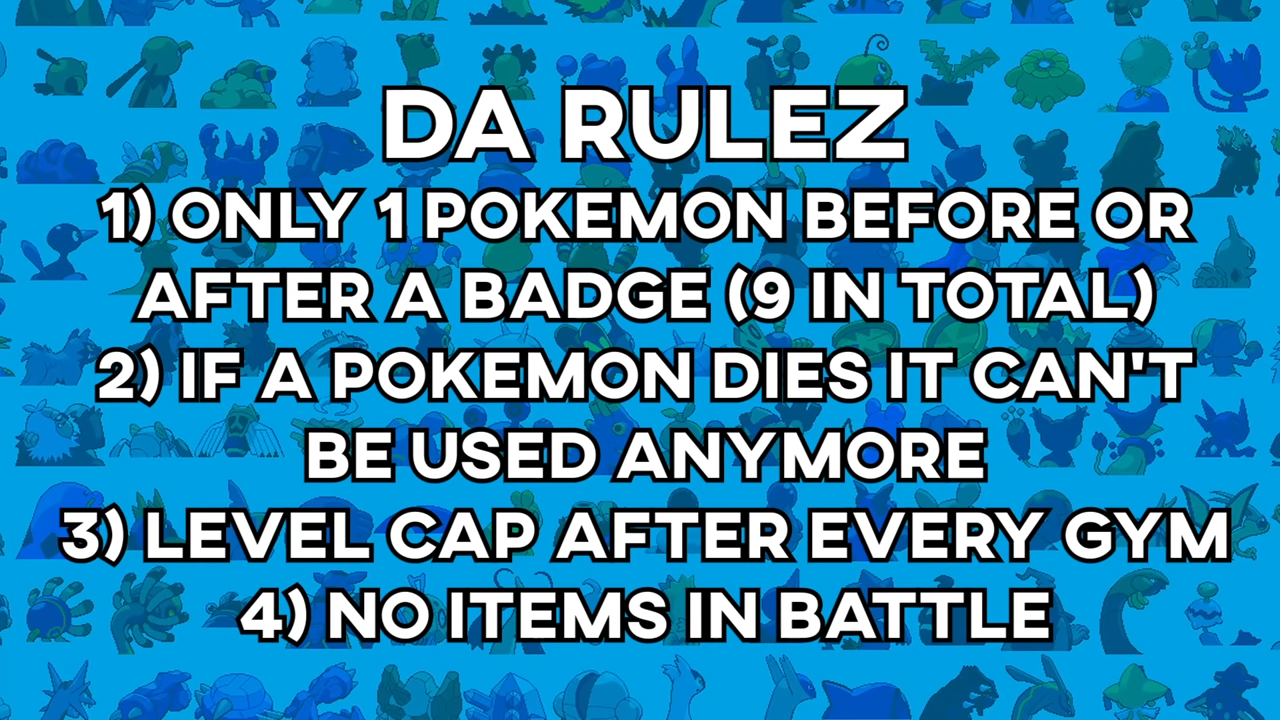 DA RULEZ
1) ONLY 1 POKEMON BEFORE OR
AFTER A BADGE (9 IN TOTAL)
2) IF A POKEMON DIES IT CAN'T
BE USED ANYMORE
3) LEVEL CAP AFTER EVERY GYM
4) NO ITEMS IN BATTLE